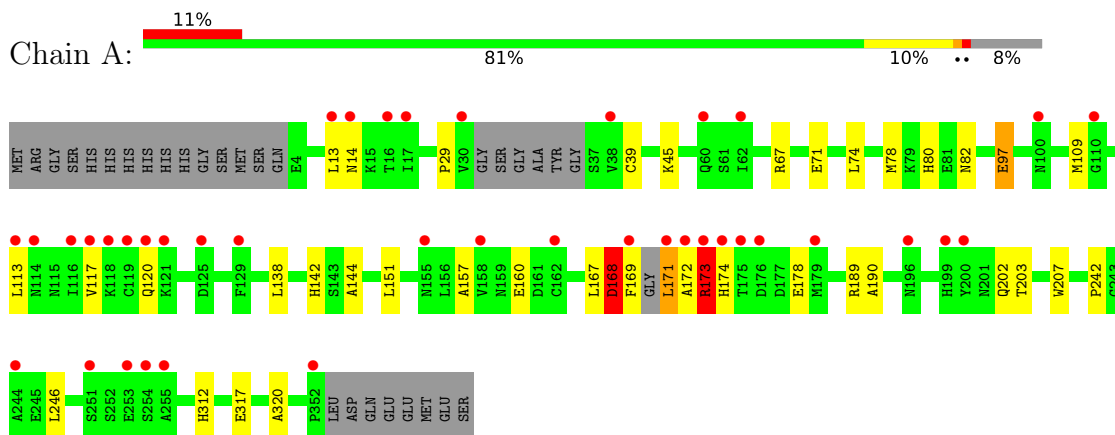 11%
Chain A:
81% 10% •• 8%
MET ARG GLY SER HIS HIS HIS HIS HIS HIS GLY SER MET SER GLN E4 L13 N14 K15 T16 I17 P29 V30 GLY SER GLY ALA TYR GLY S37 V38 C39 K45 Q60 S61 I62 R67 E71 L74 M78 K79 H80 E81 N82 E97 N100 M109 G110
L113 N114 N115 I116 V117 K118 C119 Q120 K121 D125 F129 L138 H142 S143 A144 L151 N155 L156 A157 V158 N159 E160 D161 C162 L167 D168 F169 GLY L171 A172 R173 H174 T175 D176 D177 E178 M179 R189 A190 N196 H199 Y200 N201 Q202 T203 W207 P242 G243
A244 E245 L246 S251 S252 E253 S254 A255 H312 E317 A320 P352 LEU ASP GLN GLU GLU MET GLU SER